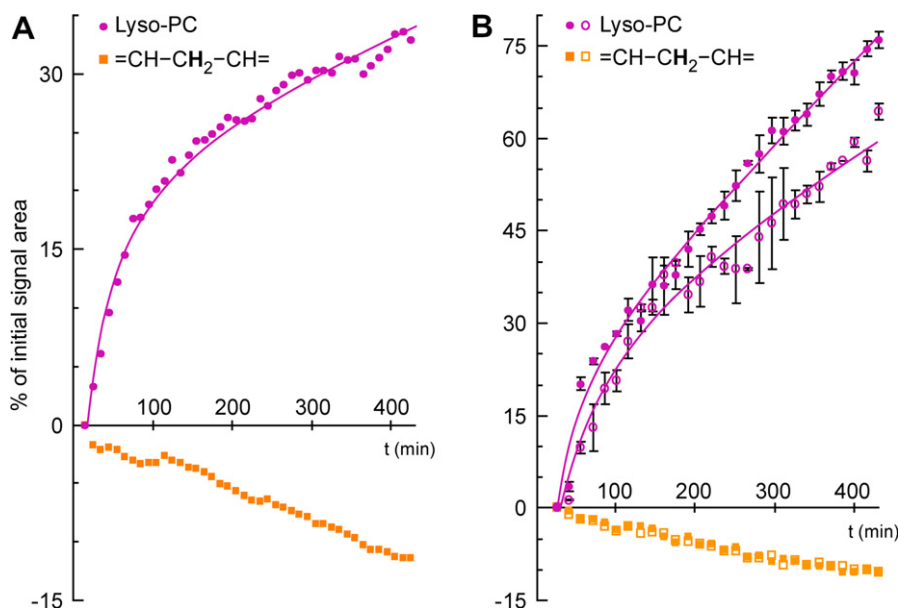 A
Lyso-PC
=CH–CH₂–CH=
30
15
0
-15
100
200
300
400
t (min)
% of initial signal area
B
Lyso-PC
=CH–CH₂–CH=
75
60
45
30
15
0
-15
100
200
300
400
t (min)